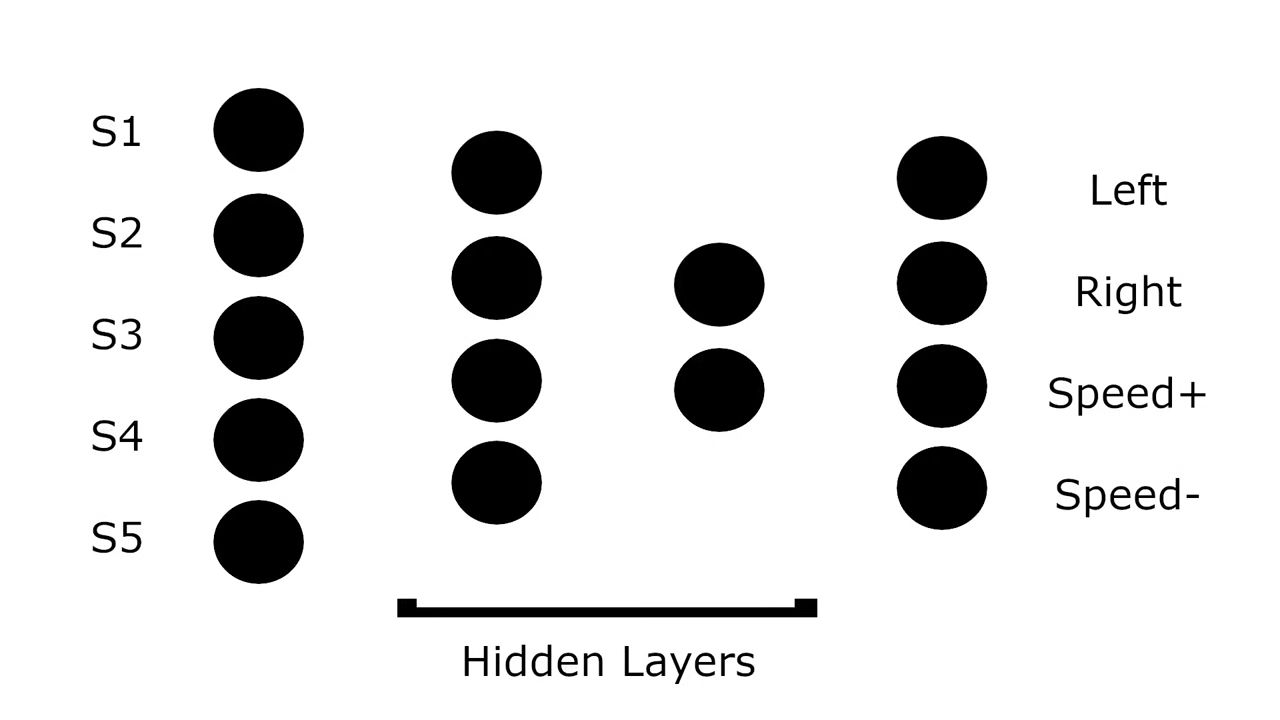 S1
S2
S3
S4
S5
Left
Right
Speed+
Speed-
Hidden Layers